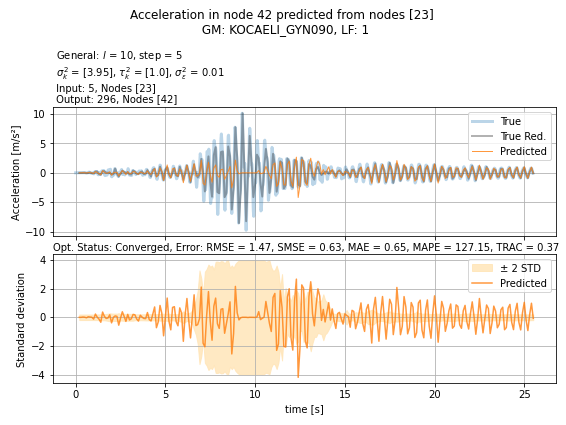 Acceleration in node 42 predicted from nodes [23]
GM: KOCAELI_GYN090, LF: 1
General: l = 10, step = 5
σ²ₖ = [3.95], τ²ₖ = [1.0], σ²ε = 0.01
Input: 5, Nodes [23]
Output: 296, Nodes [42]
Acceleration [m/s²]
10
5
0
−5
−10
True
True Red.
Predicted
Opt. Status: Converged, Error: RMSE = 1.47, SMSE = 0.63, MAE = 0.65, MAPE = 127.15, TRAC = 0.37
Standard deviation
4
2
0
−2
−4
± 2 STD
Predicted
0 5 10 15 20 25
time [s]